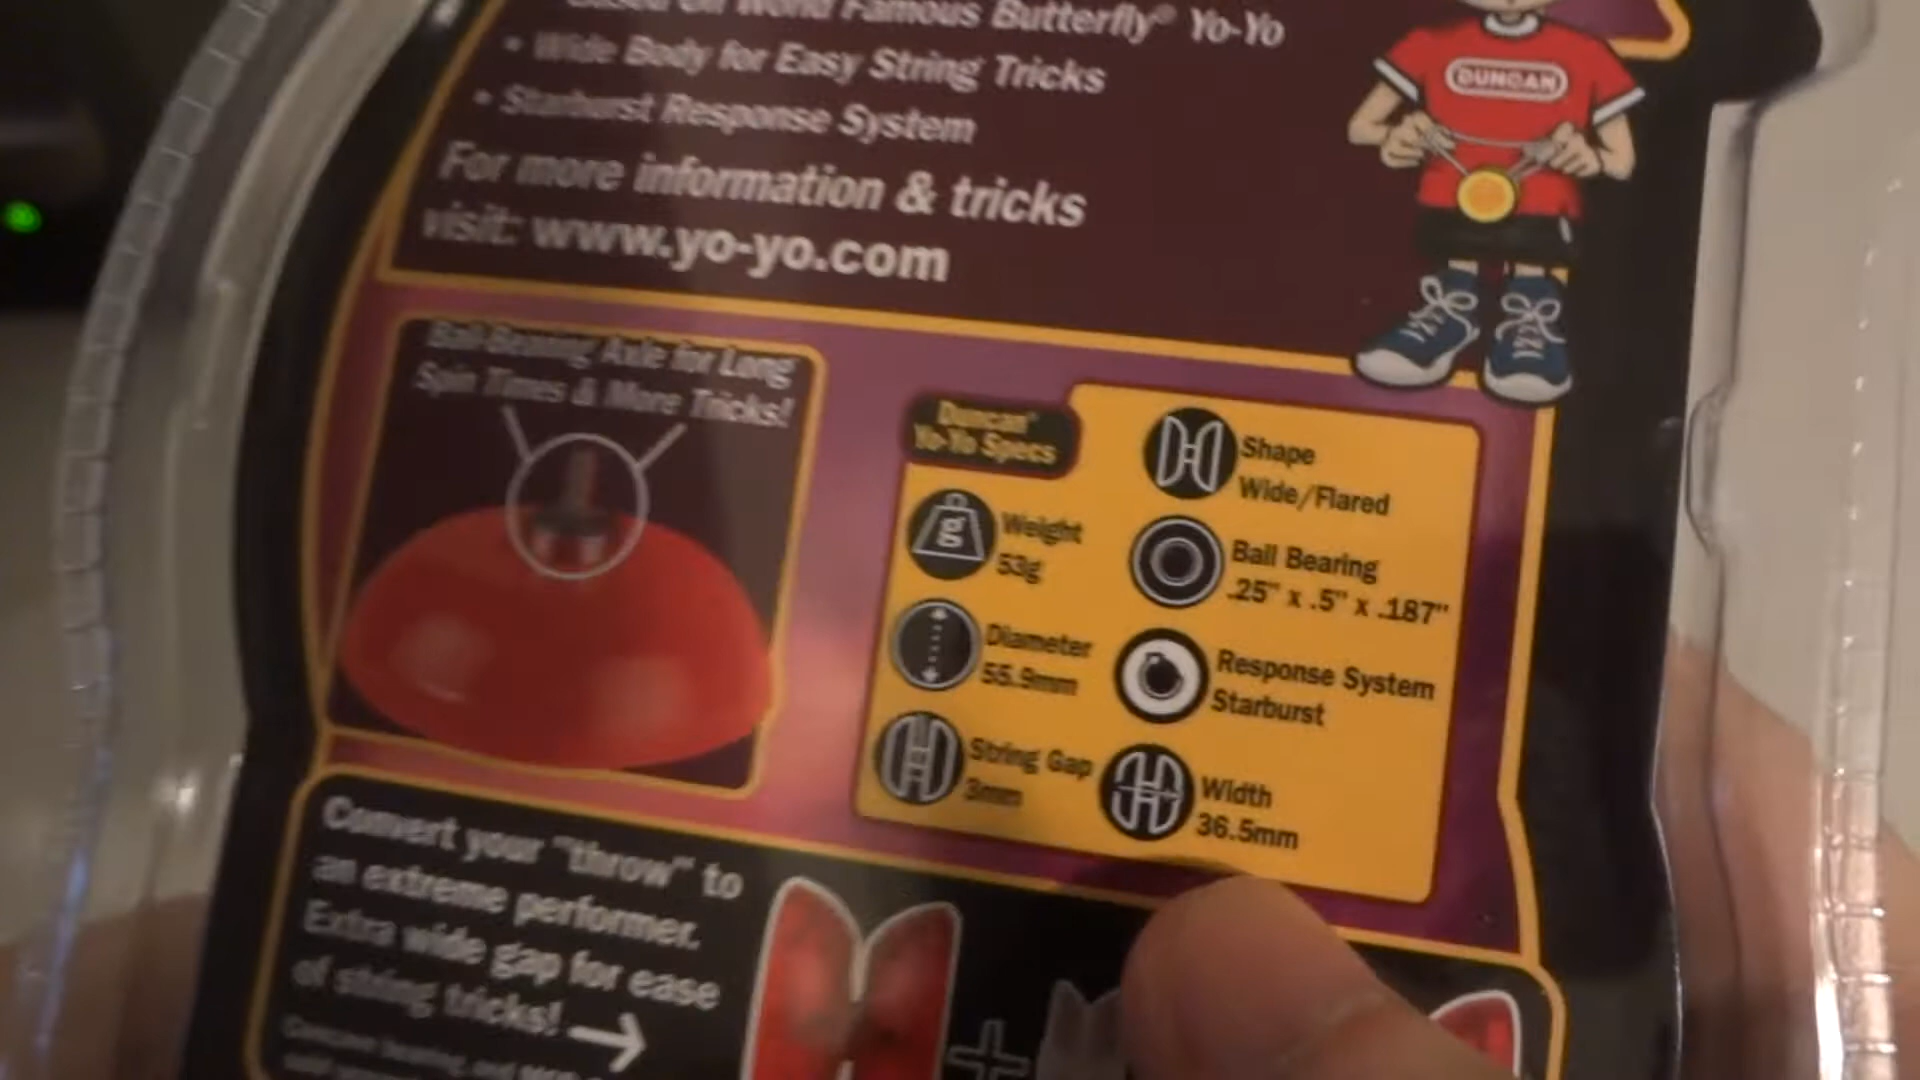 Based on World Famous Butterfly® Yo-Yo
• Wide Body for Easy String Tricks
• Starburst Response System
For more information & tricks
visit: www.yo-yo.com
DUNCAN
Ball-Bearing Axle for Long
Spin Times & More Tricks!
Duncan®
Yo-Yo Specs
Weight
53g
Diameter
55.9mm
String Gap
3mm
Shape
Wide/Flared
Ball Bearing
.25" x .5" x .187"
Response System
Starburst
Width
36.5mm
Convert your "throw" to
an extreme performer.
Extra wide gap for ease
of string tricks!